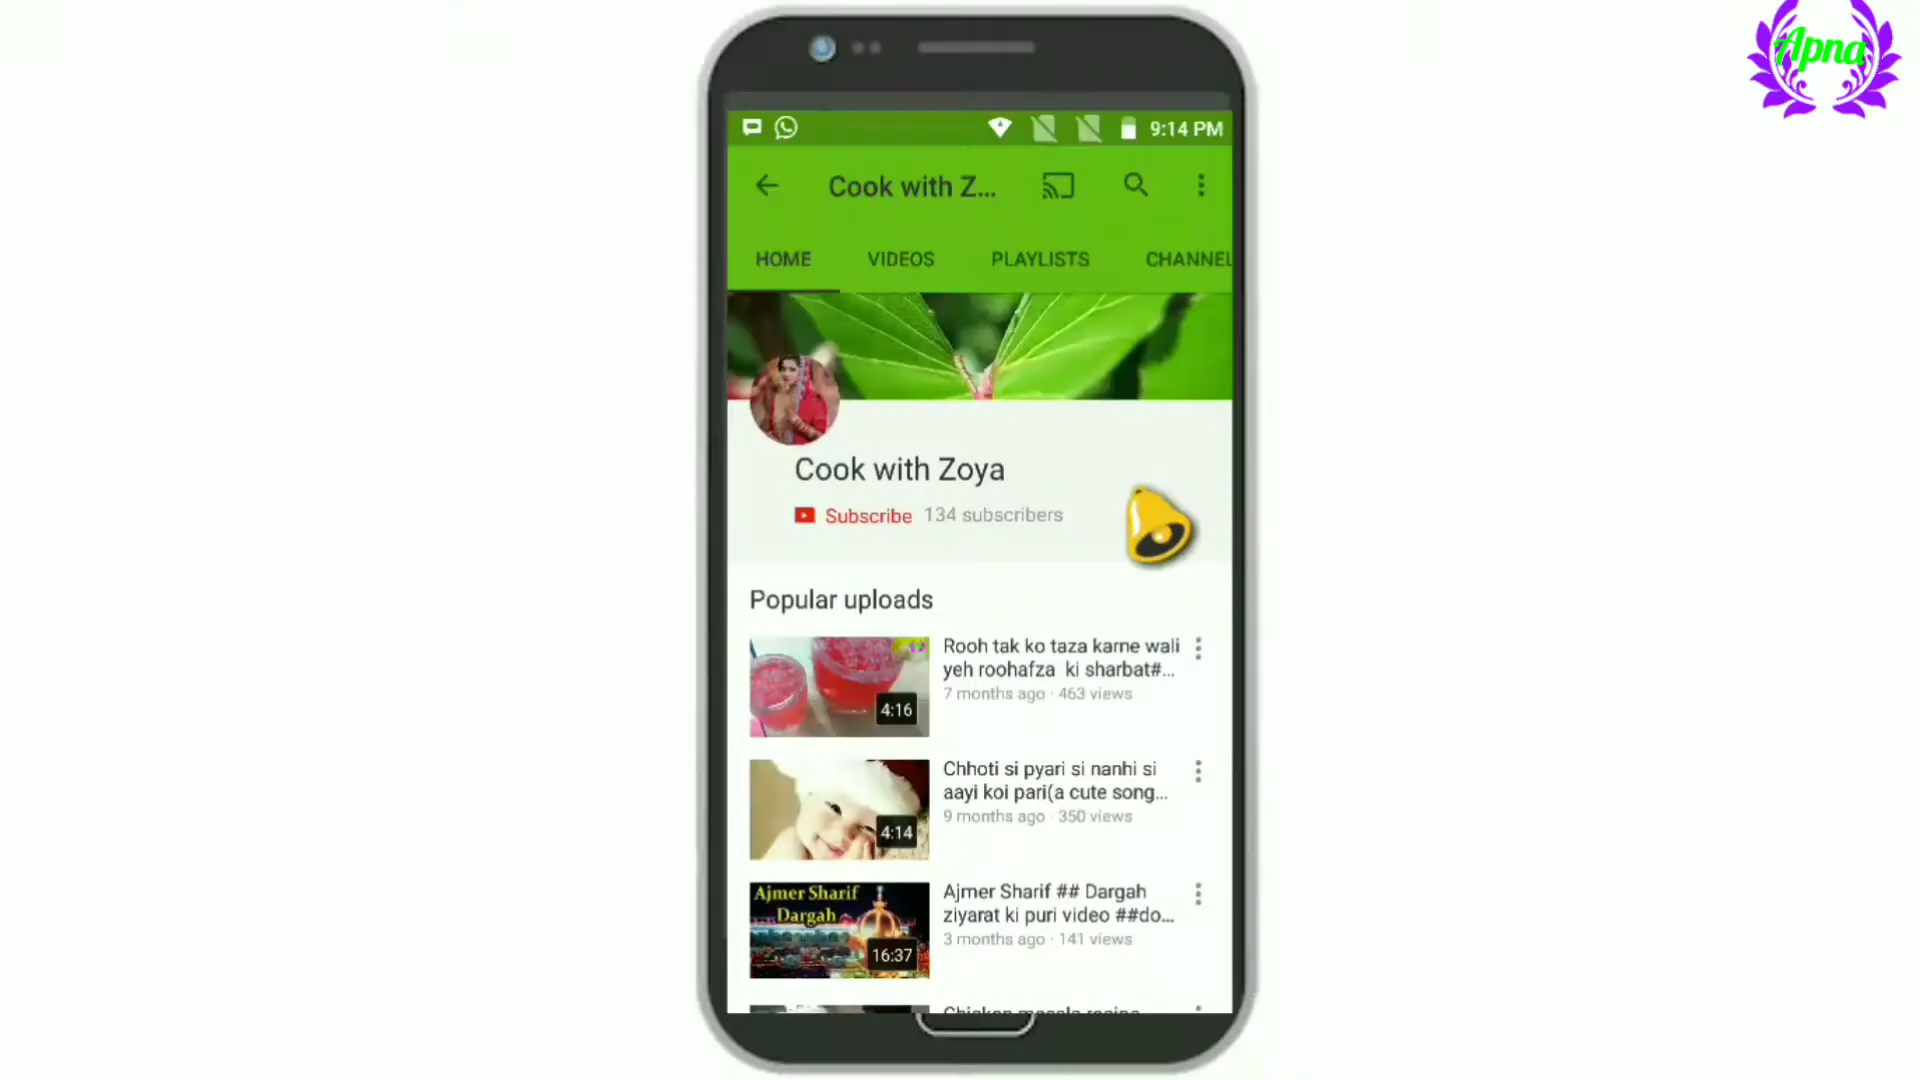 Apna
9:14 PM
Cook with Z...
HOME VIDEOS PLAYLISTS CHANNEL
Cook with Zoya
Subscribe 134 subscribers
Popular uploads
Rooh tak ko taza karne wali
yeh roohafza ki sharbat#...
7 months ago · 463 views
4:16
Chhoti si pyari si nanhi si
aayi koi pari(a cute song...
9 months ago · 350 views
4:14
Ajmer Sharif
Dargah
16:37
Ajmer Sharif ## Dargah
ziyarat ki puri video ##do...
3 months ago · 141 views